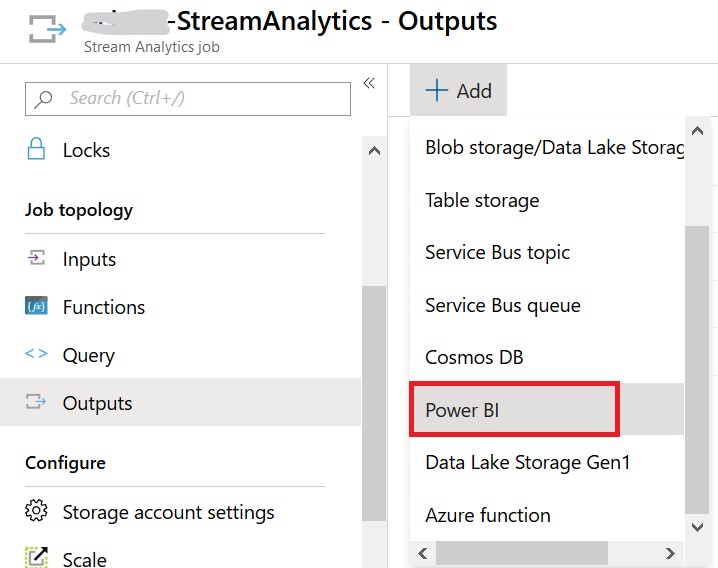 -StreamAnalytics - Outputs
Stream Analytics job
Search (Ctrl+/)
«
+ Add
Locks
Job topology
Inputs
Functions
Query
Outputs
Configure
Storage account settings
Scale
Blob storage/Data Lake Storag
Table storage
Service Bus topic
Service Bus queue
Cosmos DB
Power BI
Data Lake Storage Gen1
Azure function